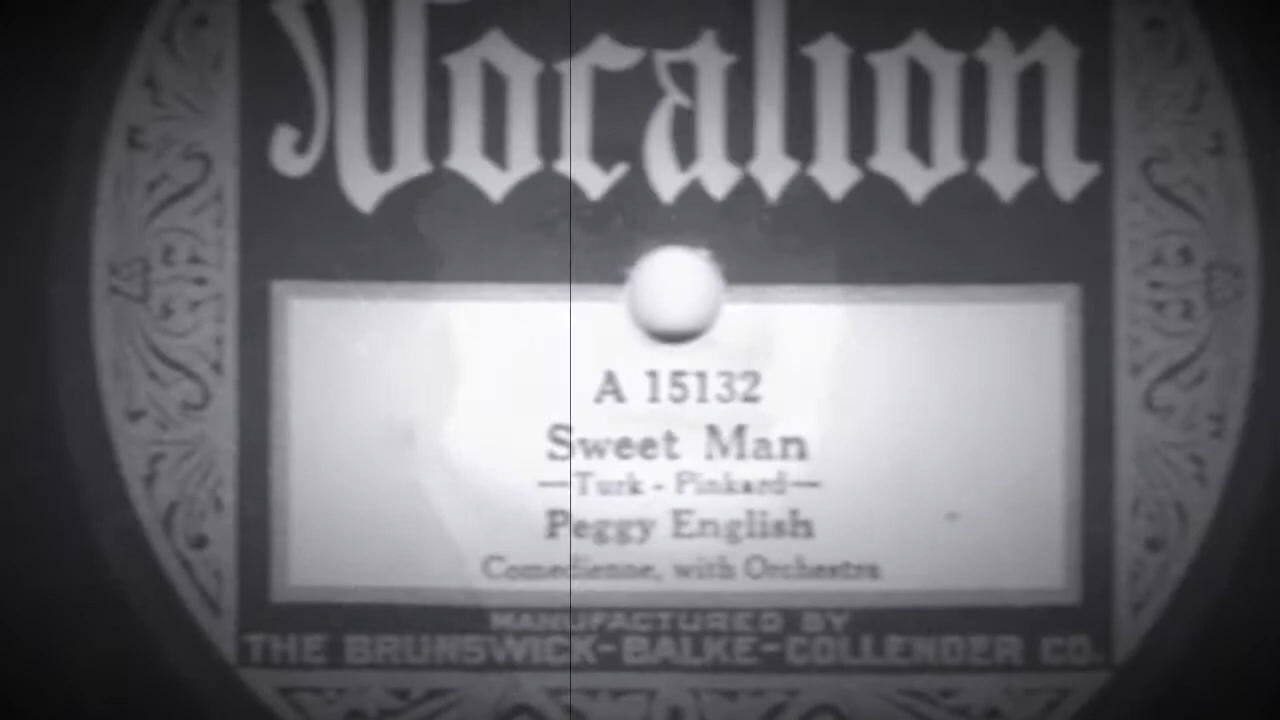 Vocalion
A 15132
Sweet Man
—Turk - Pinkard—
Peggy English
Comedienne, with Orchestra
MANUFACTURED BY
THE BRUNSWICK-BALKE-COLLENDER CO.